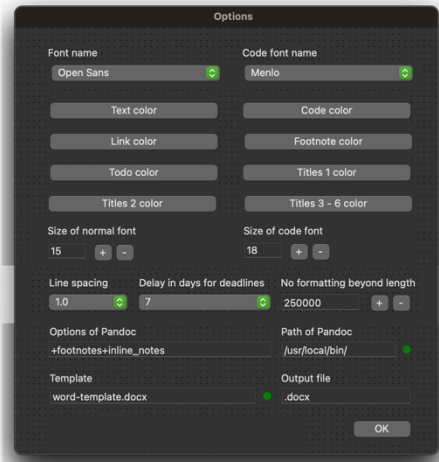 Options
Font name Code font name
Open Sans Menlo
Text color Code color
Link color Footnote color
Todo color Titles 1 color
Titles 2 color Titles 3 - 6 color
Size of normal font Size of code font
15 + - 18 + -
Line spacing Delay in days for deadlines No formatting beyond length
1.0 7 250000 + -
Options of Pandoc Path of Pandoc
+footnotes+inline_notes /usr/local/bin/
Template Output file
word-template.docx .docx
OK